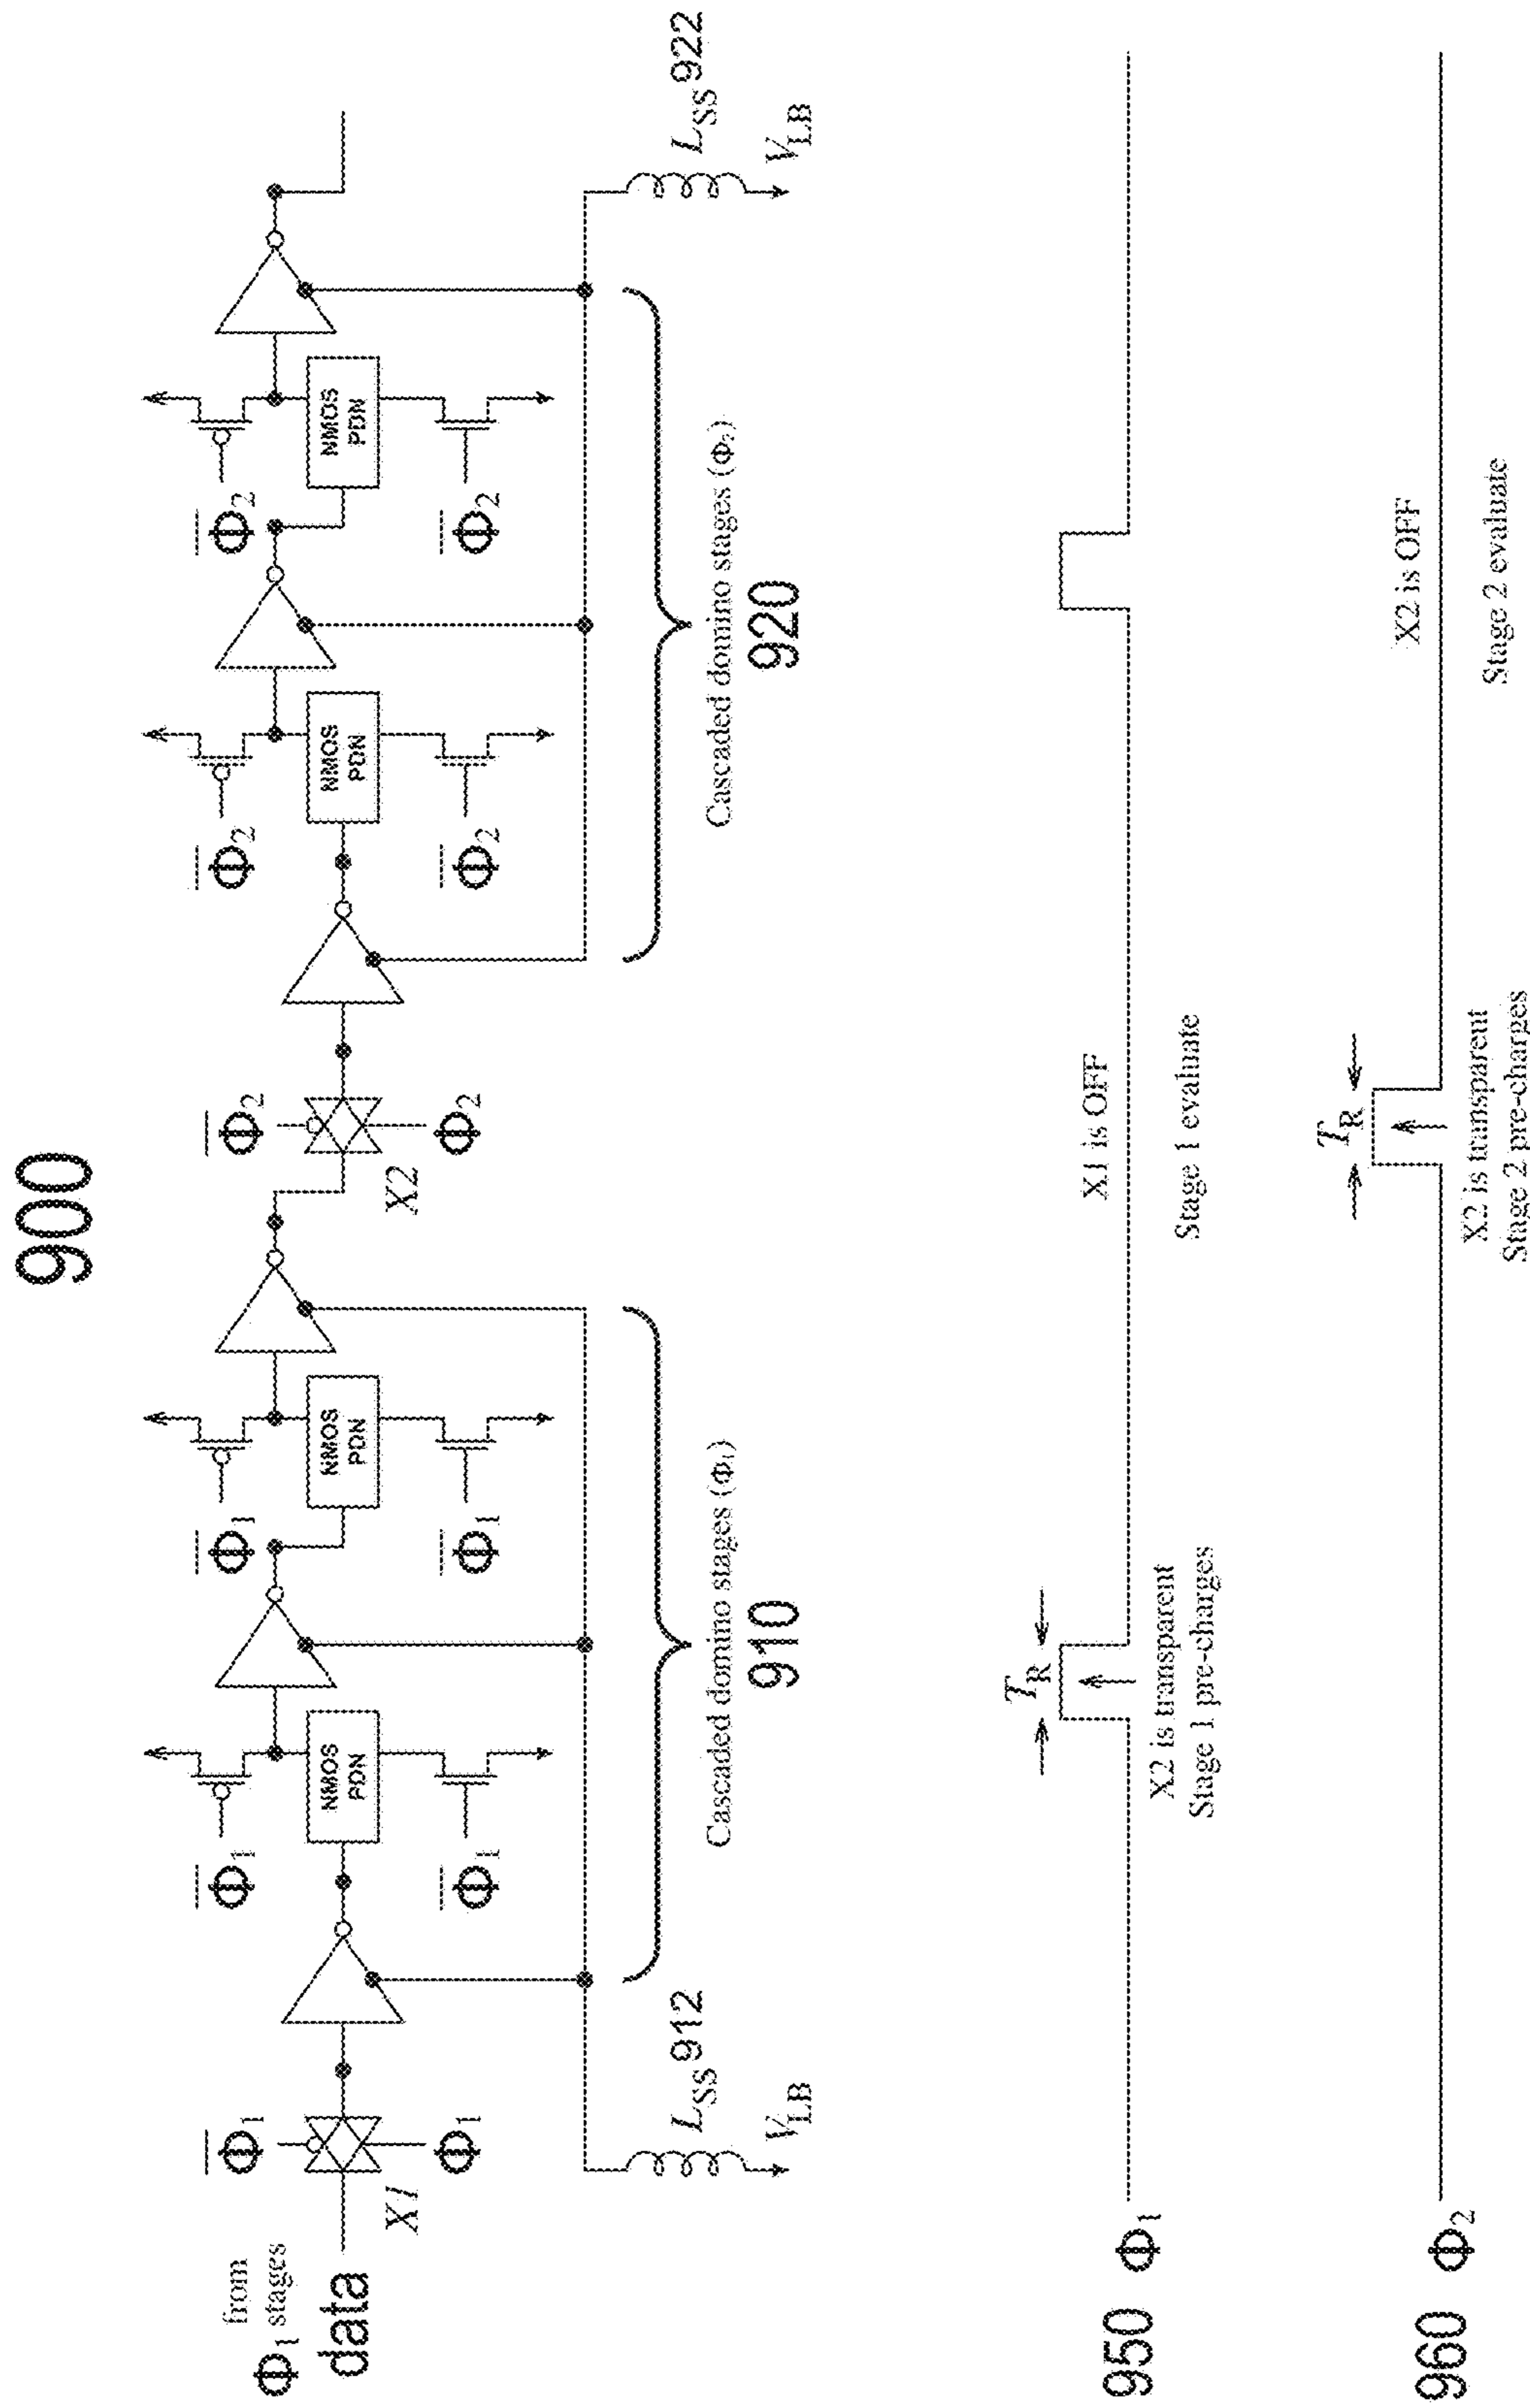 900
from
Φ1 stages
data
Φ̅1
X1
Φ1
Φ̅1
Φ̅1
NMOS
PDN
Φ̅1
Φ̅1
NMOS
PDN
Φ̅2
X2
Φ2
Φ̅2
Φ̅2
NMOS
PDN
Φ̅2
Φ̅2
NMOS
PDN
LSS 912
VLB
Cascaded domino stages (Φ1)
910
Cascaded domino stages (Φ2)
920
LSS 922
VLB
950 Φ1
TR
X2 is transparent
Stage 1 pre-charges
X1 is OFF
Stage 1 evaluate
960 Φ2
TR
X2 is transparent
Stage 2 pre-charges
X2 is OFF
Stage 2 evaluate